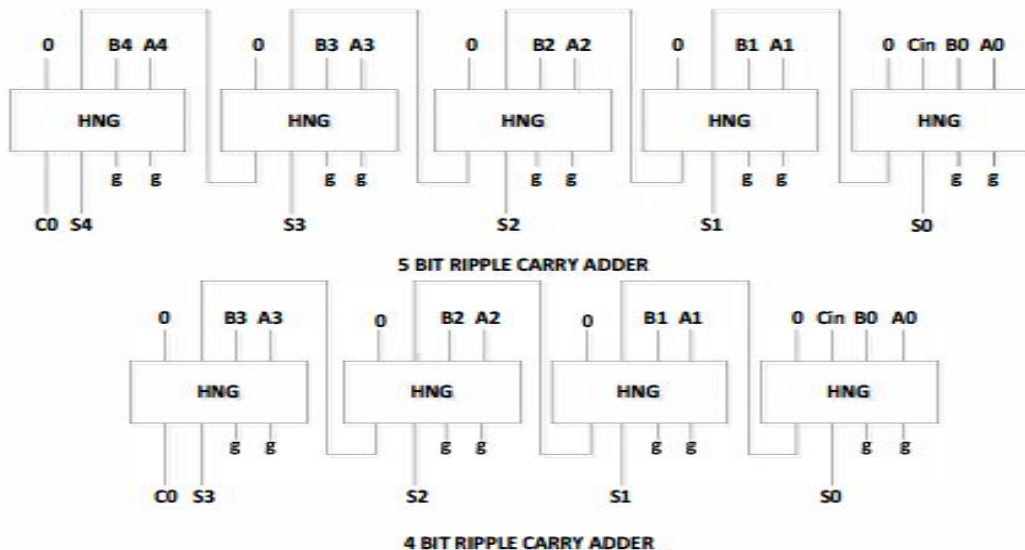 0 B4 A4 0 B3 A3 0 B2 A2 0 B1 A1 0 Cin B0 A0
HNG HNG HNG HNG HNG
g g g g g g g g g g
C0 S4 S3 S2 S1 S0
5 BIT RIPPLE CARRY ADDER
0 B3 A3 0 B2 A2 0 B1 A1 0 Cin B0 A0
HNG HNG HNG HNG
g g g g g g g g
C0 S3 S2 S1 S0
4 BIT RIPPLE CARRY ADDER